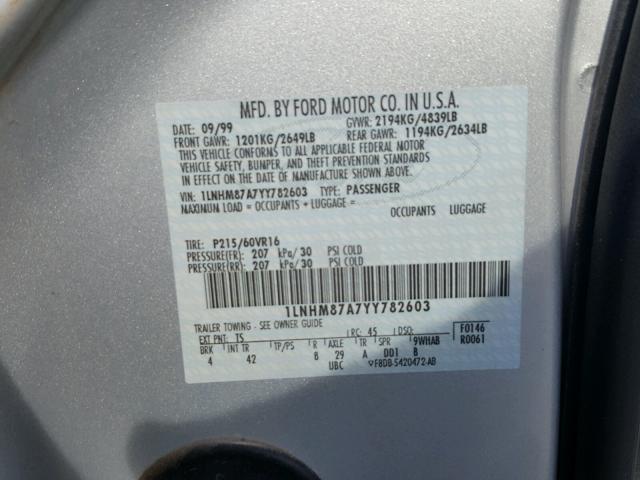 MFD. BY FORD MOTOR CO. IN U.S.A.
DATE: 09/99 GVWR: 2194KG/4839LB
FRONT GAWR: 1201KG/2649LB REAR GAWR: 1194KG/2634LB
THIS VEHICLE CONFORMS TO ALL APPLICABLE FEDERAL MOTOR
VEHICLE SAFETY, BUMPER, AND THEFT PREVENTION STANDARDS
IN EFFECT ON THE DATE OF MANUFACTURE SHOWN ABOVE.
VIN: 1LNHM87A7YY782603 TYPE: PASSENGER
MAXIMUM LOAD = OCCUPANTS + LUGGAGE = OCCUPANTS LUGGAGE
TIRE: P215/60VR16
PRESSURE(FR): 207 kPa/30 PSI COLD
PRESSURE(RR): 207 kPa/30 PSI COLD
1LNHM87A7YY782603
TRAILER TOWING - SEE OWNER GUIDE
EXT PNT: TS RC: 45 DSO: F0146
BRK INT TR TP/PS R AXLE TR SPR 9WHAB R0061
4 42 B 29 A DD1 B
UBC F8DB-5420472-AB